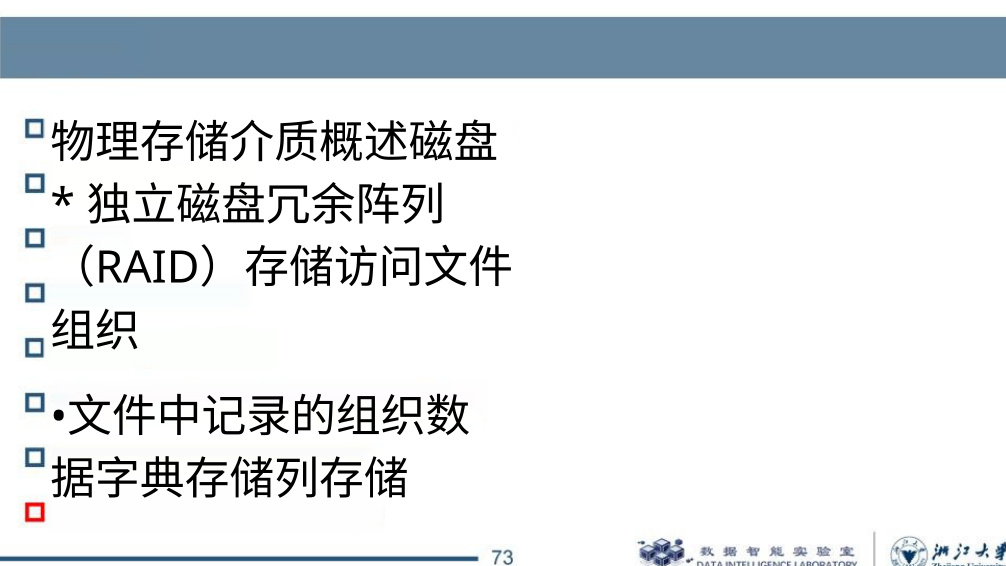 物理存储介质概述磁盘
* 独立磁盘冗余阵列
（RAID）存储访问文件
组织
•文件中记录的组织数
据字典存储列存储
73
数据智能实验室
DATA INTELLIGENCE LABORATORY
浙江大学
Zhejiang University